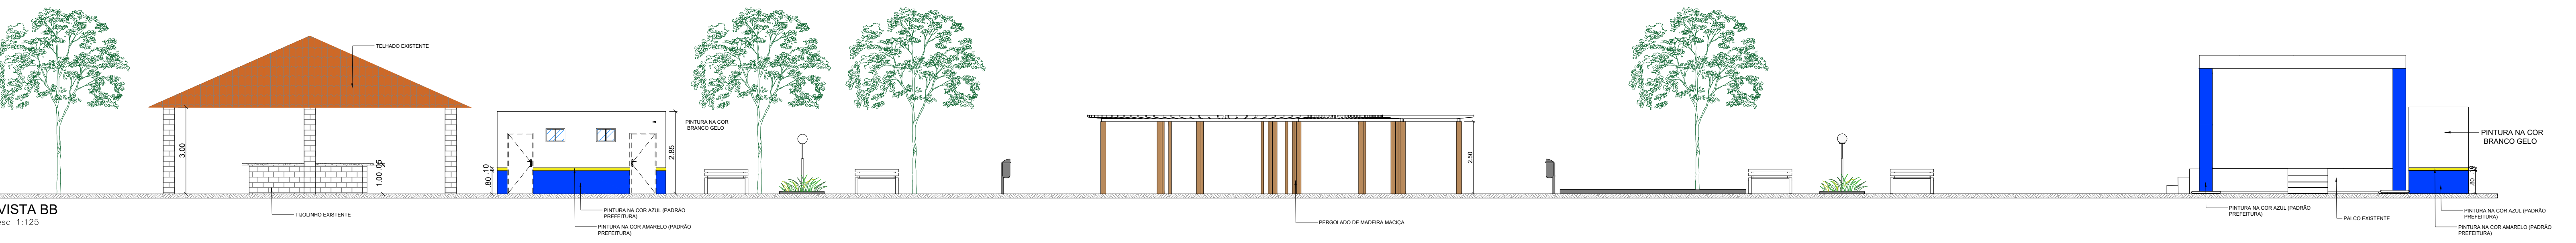 TELHADO EXISTENTE
3.00
1.00 .05
TIJOLINHO EXISTENTE
.80 .10
PINTURA NA COR
BRANCO GELO
2.85
PINTURA NA COR AZUL (PADRÃO
PREFEITURA)
PINTURA NA COR AMARELO (PADRÃO
PREFEITURA)
2.50
PERGOLADO DE MADEIRA MACIÇA
PINTURA NA COR
BRANCO GELO
.80
PINTURA NA COR AZUL (PADRÃO
PREFEITURA)
PALCO EXISTENTE
PINTURA NA COR AZUL (PADRÃO
PREFEITURA)
PINTURA NA COR AMARELO (PADRÃO
PREFEITURA)
VISTA BB
esc 1:125